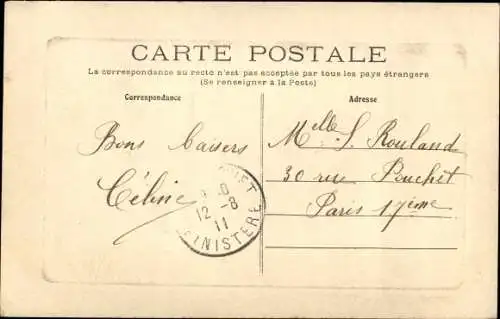 CARTE POSTALE
La correspondance au recto n'est pas acceptée par tous les pays étrangers
(Se renseigner à la Poste)
Correspondance
Adresse
Bons baisers
Céline
Melle S. Rouland
30 rue Pouchet
Paris 17ème
12-8
11
FINISTERE